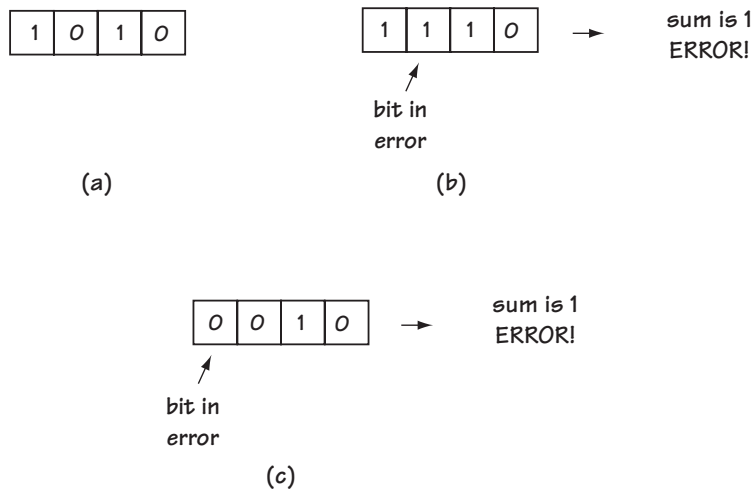 1 0 1 0
(a)
1 1 1 0
sum is 1
ERROR!
bit in
error
(b)
0 0 1 0
sum is 1
ERROR!
bit in
error
(c)